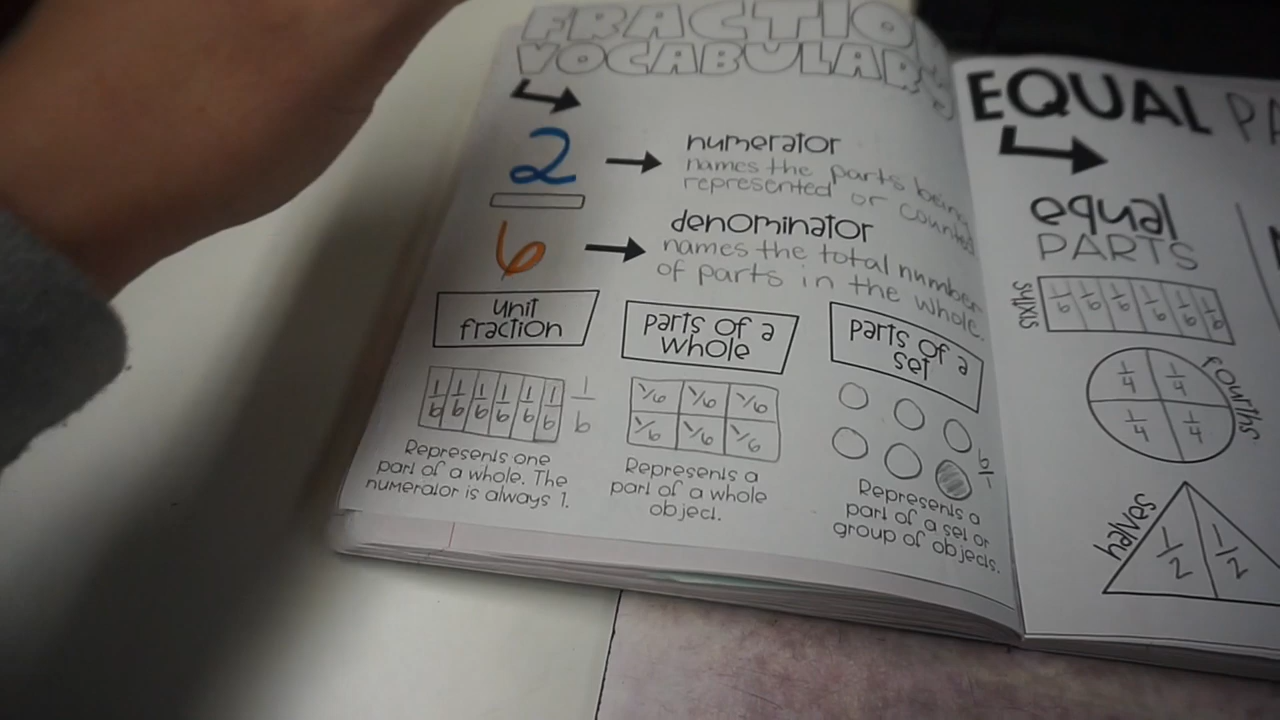 FRACTION
VOCABULARY
2
6
numerator
names the parts being
represented or counted
denominator
names the total number
of parts in the whole.
unit
fraction
1/6 1/6 1/6 1/6 1/6 1/6 1/6
Represents one
part of a whole. The
numerator is always 1.
parts of a
whole
1/6 1/6 1/6
1/6 1/6 1/6
Represents a
part of a whole
object.
parts of a
set
Represents a
part of a set or
group of objects.
EQUAL
equal
PARTS
sixths
1/6 1/6 1/6 1/6 1/6 1/6
fourths
1/4 1/4
1/4 1/4
halves
1/2 1/2